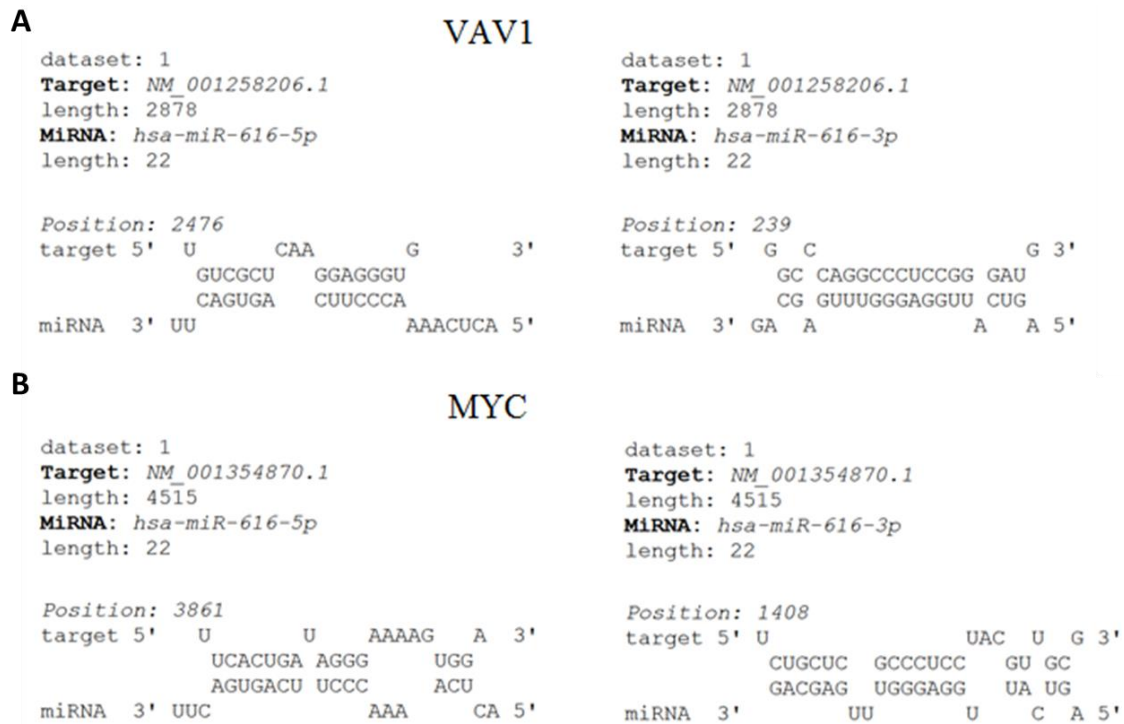 A
VAV1
dataset: 1
Target: NM_001258206.1
length: 2878
MiRNA: hsa-miR-616-5p
length: 22
Position: 2476
target 5' U CAA G 3'
GUCGCU GGAGGGU
CAGUGA CUUCCCA
miRNA 3' UU AAACUCA 5'
dataset: 1
Target: NM_001258206.1
length: 2878
MiRNA: hsa-miR-616-3p
length: 22
Position: 239
target 5' G C G 3'
GC CAGGCCCUCCGG GAU
CG GUUUGGGAGGUU CUG
miRNA 3' GA A A A 5'
B
MYC
dataset: 1
Target: NM_001354870.1
length: 4515
MiRNA: hsa-miR-616-5p
length: 22
Position: 3861
target 5' U U AAAAG A 3'
UCACUGA AGGG UGG
AGUGACU UCCC ACU
miRNA 3' UUC AAA CA 5'
dataset: 1
Target: NM_001354870.1
length: 4515
MiRNA: hsa-miR-616-3p
length: 22
Position: 1408
target 5' U UAC U G 3'
CUGCUC GCCCUCC GU GC
GACGAG UGGGAGG UA UG
miRNA 3' UU U C A 5'